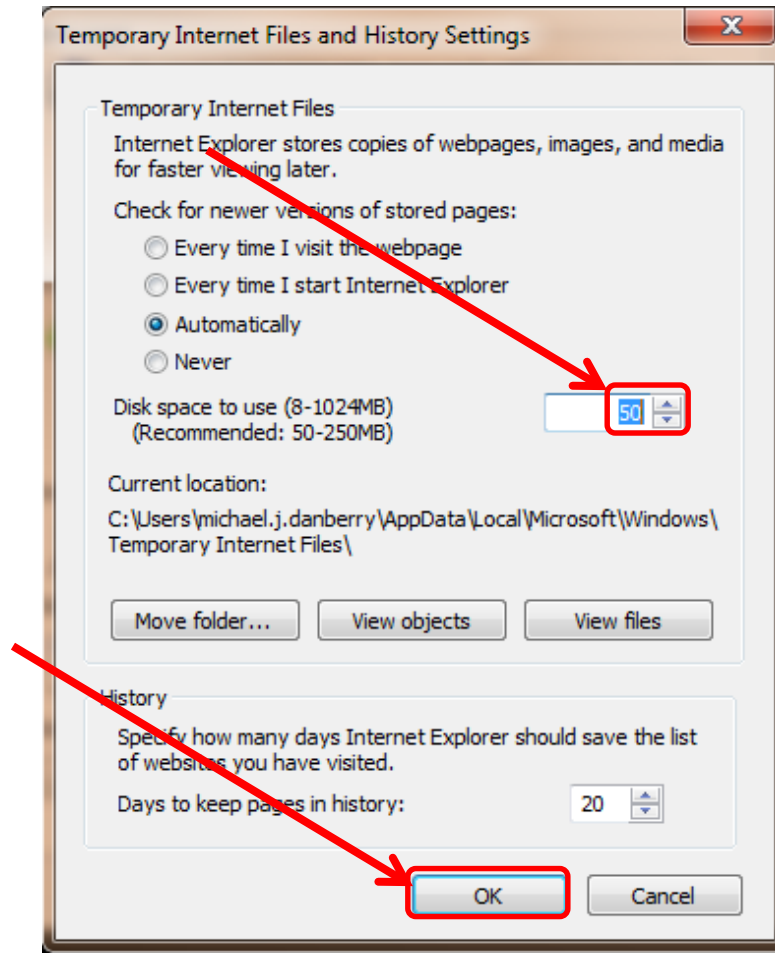 Temporary Internet Files and History Settings
X
Temporary Internet Files
Internet Explorer stores copies of webpages, images, and media
for faster viewing later.
Check for newer versions of stored pages:
Every time I visit the webpage
Every time I start Internet Explorer
Automatically
Never
Disk space to use (8-1024MB)
(Recommended: 50-250MB)
50
Current location:
C:\Users\michael.j.danberry\AppData\Local\Microsoft\Windows\
Temporary Internet Files\
Move folder...
View objects
View files
History
Specify how many days Internet Explorer should save the list
of websites you have visited.
Days to keep pages in history:
20
OK
Cancel